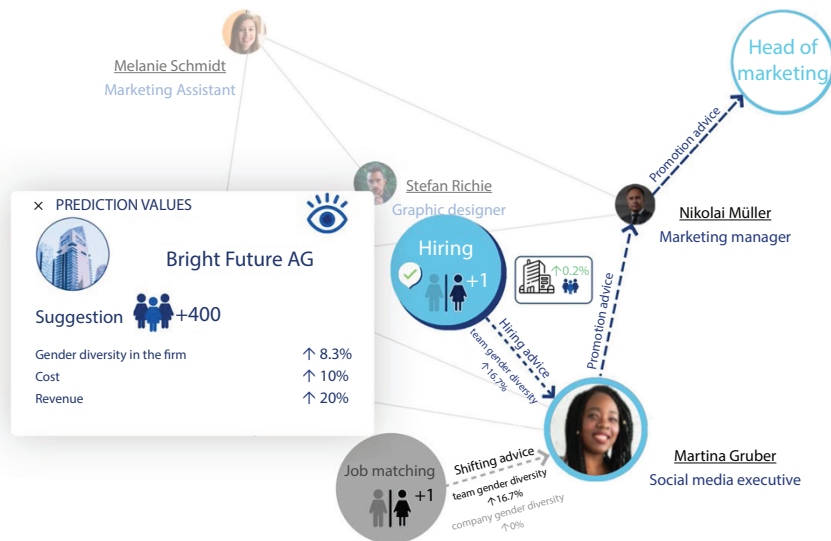 Head of
marketing
Melanie Schmidt
Marketing Assistant
Promotion advice
Stefan Richie
Graphic designer
Nikolai Müller
Marketing manager
× PREDICTION VALUES
Bright Future AG
Suggestion +400
Gender diversity in the firm ↑ 8.3%
Cost ↑ 10%
Revenue ↑ 20%
Hiring
+1
↑0.2%
Hiring advice
team gender diversity
↑16.7%
Promotion advice
Martina Gruber
Social media executive
Job matching
+1
Shifting advice
team gender diversity
↑16.7%
company gender diversity
↑0%